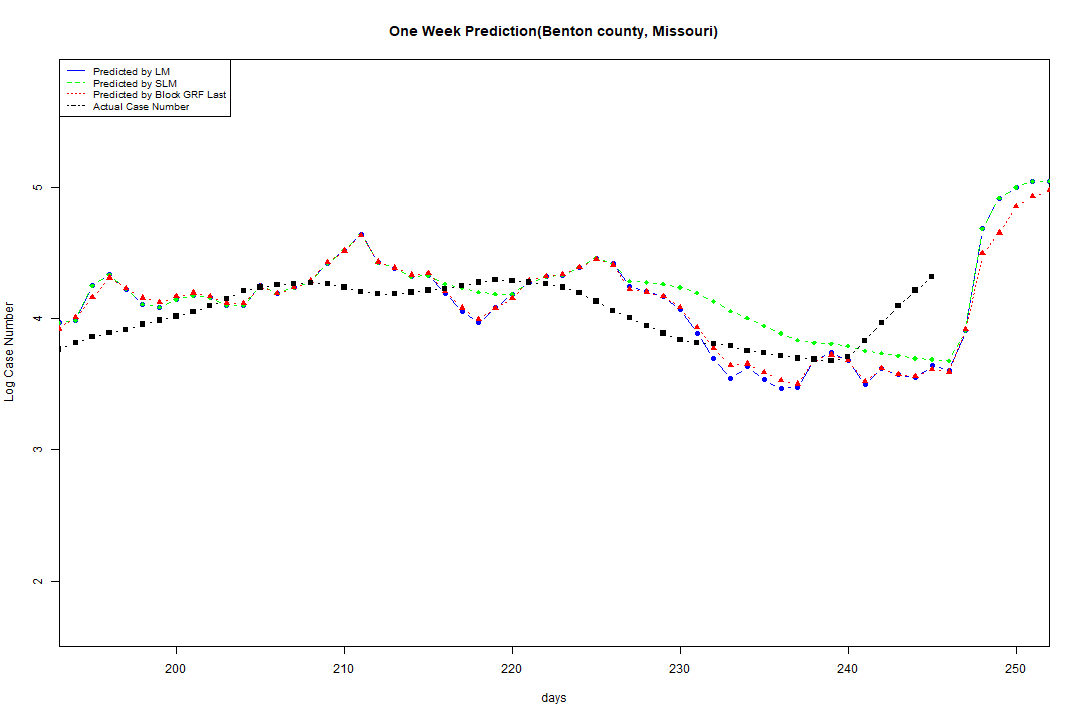 One Week Prediction(Benton county, Missouri)
Predicted by LM
Predicted by SLM
Predicted by Block GRF Last
Actual Case Number
Log Case Number
5
4
3
2
200 210 220 230 240 250
days